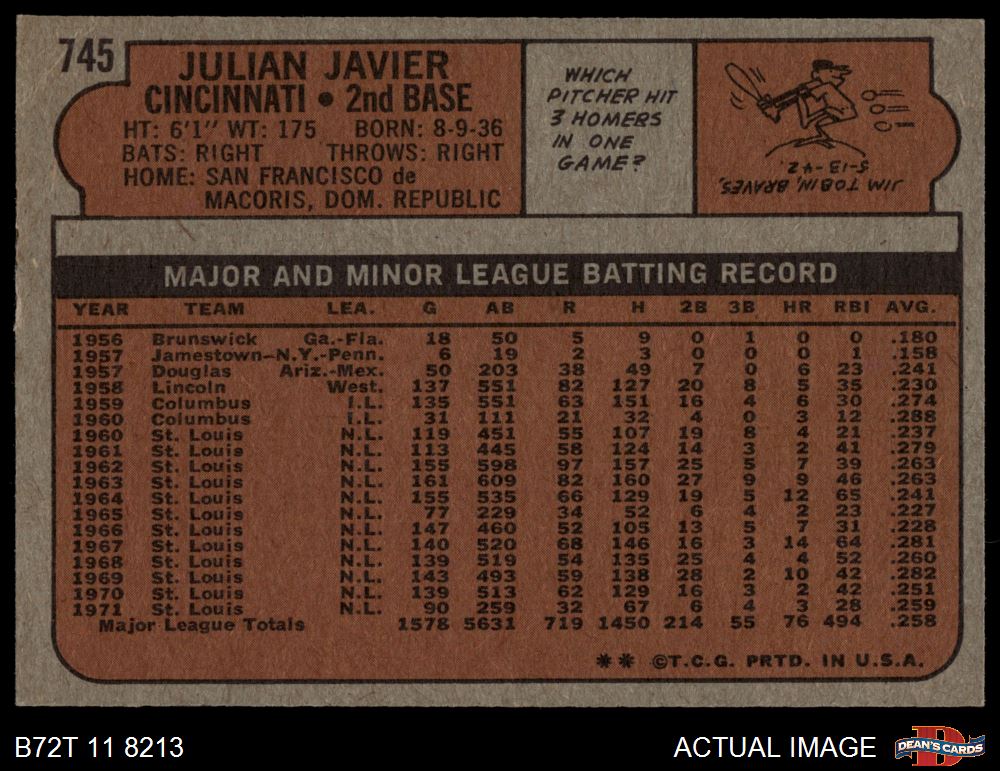 745
JULIAN JAVIER
CINCINNATI • 2nd BASE
HT: 6'1" WT: 175 BORN: 8-9-36
BATS: RIGHT THROWS: RIGHT
HOME: SAN FRANCISCO de
MACORIS, DOM. REPUBLIC
WHICH
PITCHER HIT
3 HOMERS
IN ONE
GAME?
JIM TOBIN, BRAVES,
5-13-42.
MAJOR AND MINOR LEAGUE BATTING RECORD
YEAR TEAM LEA. G AB R H 2B 3B HR RBI AVG.
1956 Brunswick Ga.-Fla. 18 50 5 9 0 1 0 0 .180
1957 Jamestown-N.Y.-Penn. 6 19 2 3 0 0 0 1 .158
1957 Douglas Ariz.-Mex. 50 203 38 49 7 0 6 23 .241
1958 Lincoln West. 137 551 82 127 20 8 5 35 .230
1959 Columbus I.L. 135 551 63 151 16 4 6 30 .274
1960 Columbus I.L. 31 111 21 32 4 0 3 12 .288
1960 St. Louis N.L. 119 451 55 107 19 8 4 21 .237
1961 St. Louis N.L. 113 445 58 124 14 3 2 41 .279
1962 St. Louis N.L. 155 598 97 157 25 5 7 39 .263
1963 St. Louis N.L. 161 609 82 160 27 9 9 46 .263
1964 St. Louis N.L. 155 535 66 129 19 5 12 65 .241
1965 St. Louis N.L. 77 229 34 52 6 4 2 23 .227
1966 St. Louis N.L. 147 460 52 105 13 5 7 31 .228
1967 St. Louis N.L. 140 520 68 146 16 3 14 64 .281
1968 St. Louis N.L. 139 519 54 135 25 4 4 52 .260
1969 St. Louis N.L. 143 493 59 138 28 2 10 42 .282
1970 St. Louis N.L. 139 513 62 129 16 3 2 42 .251
1971 St. Louis N.L. 90 259 32 67 6 4 3 28 .259
Major League Totals 1578 5631 719 1450 214 55 76 494 .258
** ©T.C.G. PRTD. IN U.S.A.
B72T 11 8213
ACTUAL IMAGE
DEAN'S CARDS